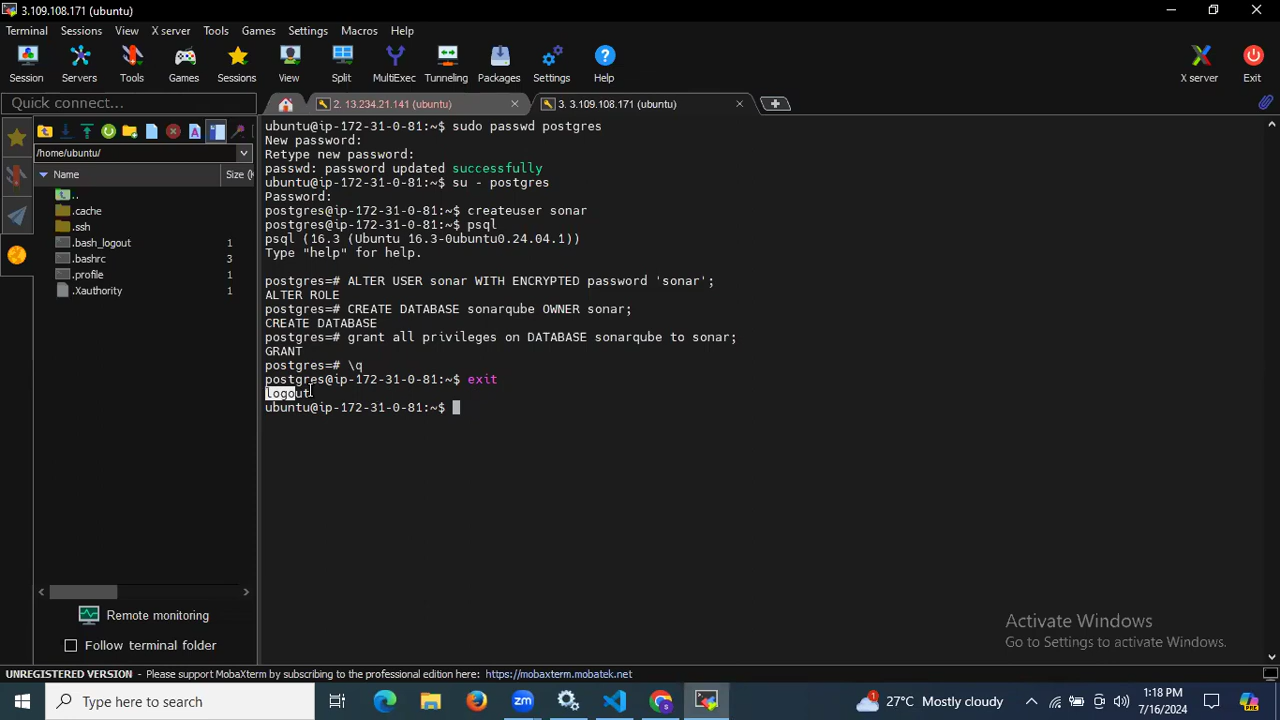 3.109.108.171 (ubuntu)
Terminal Sessions View X server Tools Games Settings Macros Help
Session Servers Tools Games Sessions View Split MultiExec Tunneling Packages Settings Help X server Exit
Quick connect...
2. 13.234.21.141 (ubuntu)
3. 3.109.108.171 (ubuntu)
/home/ubuntu/
Name Size (K
..
.cache
.ssh
.bash_logout 1
.bashrc 3
.profile 1
.Xauthority 1
Remote monitoring
Follow terminal folder
ubuntu@ip-172-31-0-81:~$ sudo passwd postgres
New password:
Retype new password:
passwd: password updated successfully
ubuntu@ip-172-31-0-81:~$ su - postgres
Password:
postgres@ip-172-31-0-81:~$ createuser sonar
postgres@ip-172-31-0-81:~$ psql
psql (16.3 (Ubuntu 16.3-0ubuntu0.24.04.1))
Type "help" for help.
postgres=# ALTER USER sonar WITH ENCRYPTED password 'sonar';
ALTER ROLE
postgres=# CREATE DATABASE sonarqube OWNER sonar;
CREATE DATABASE
postgres=# grant all privileges on DATABASE sonarqube to sonar;
GRANT
postgres=# \q
postgres@ip-172-31-0-81:~$ exit
logout
ubuntu@ip-172-31-0-81:~$
Activate Windows
Go to Settings to activate Windows.
UNREGISTERED VERSION - Please support MobaXterm by subscribing to the professional edition here: https://mobaxterm.mobatek.net
Type here to search
zm
1
27°C Mostly cloudy
1:18 PM
7/16/2024
PRE